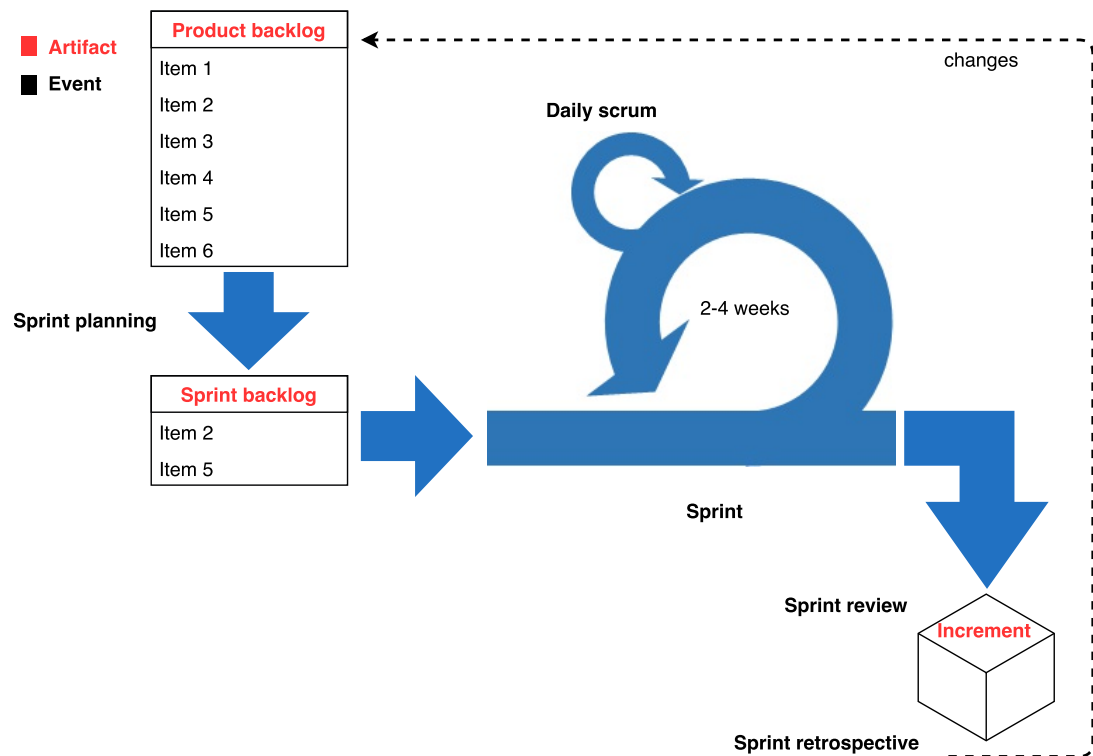 Artifact
Event
Product backlog
Item 1
Item 2
Item 3
Item 4
Item 5
Item 6
changes
Daily scrum
2-4 weeks
Sprint planning
Sprint backlog
Item 2
Item 5
Sprint
Sprint review
Increment
Sprint retrospective